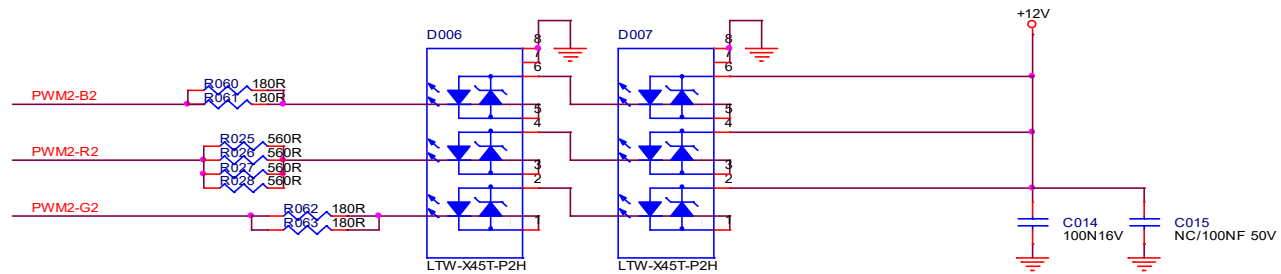 +12V
D006
D007
8
7
6
5
4
3
2
1
8
7
6
5
4
3
2
1
R060 180R
R061 180R
PWM2-B2
R025 560R
R026 560R
R027 560R
R028 560R
PWM2-R2
R062 180R
R063 180R
PWM2-G2
LTW-X45T-P2H
LTW-X45T-P2H
C014
100N16V
C015
NC/100NF 50V